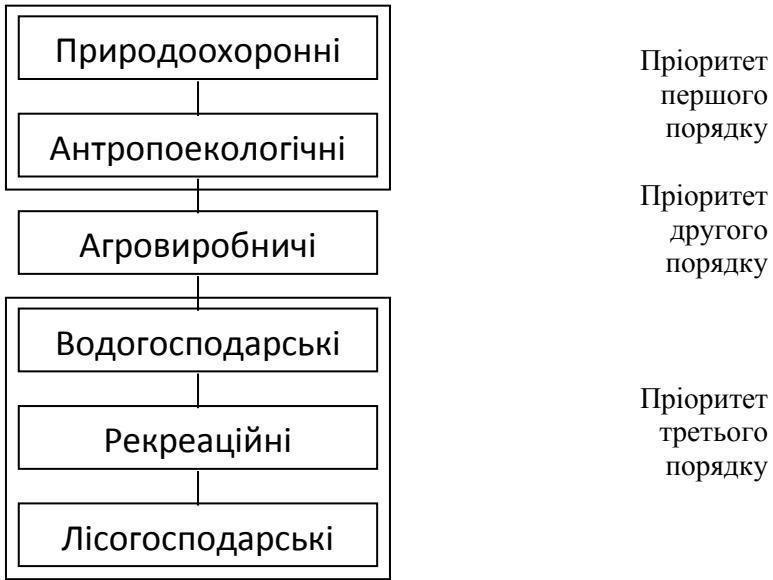 Природоохоронні
Антропоекологічні
Пріоритет
першого
порядку
Агровиробничі
Пріоритет
другого
порядку
Водогосподарські
Рекреаційні
Лісогосподарські
Пріоритет
третього
порядку